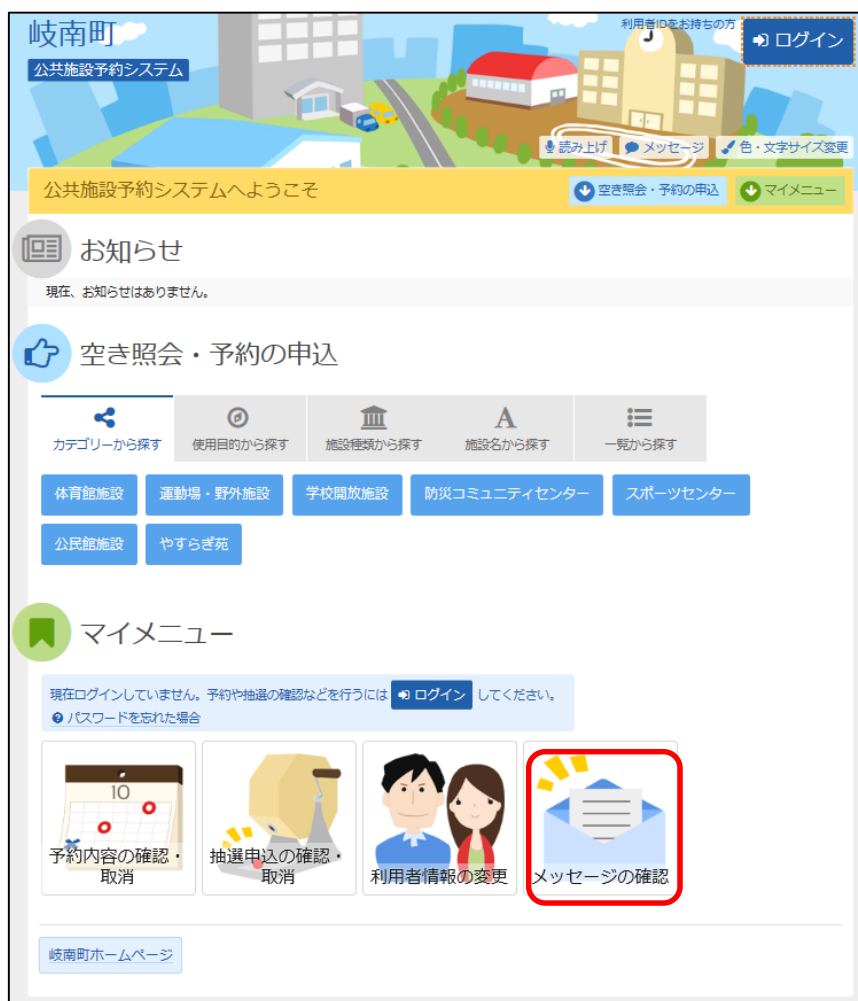 岐南町
公共施設予約システム
利用者IDをお持ちの方
ログイン
読み上げ メッセージ 色・文字サイズ変更
公共施設予約システムへようこそ
空き照会・予約の申込 マイメニュー
お知らせ
現在、お知らせはありません。
空き照会・予約の申込
カテゴリーから探す 使用目的から探す 施設種類から探す 施設名から探す 一覧から探す
体育館施設 運動場・野外施設 学校開放施設 防災コミュニティセンター スポーツセンター
公民館施設 やすらぎ苑
マイメニュー
現在ログインしていません。予約や抽選の確認などを行うには ログイン してください。
パスワードを忘れた場合
10
予約内容の確認・
取消
抽選申込の確認・
取消
利用者情報の変更
メッセージの確認
岐南町ホームページ